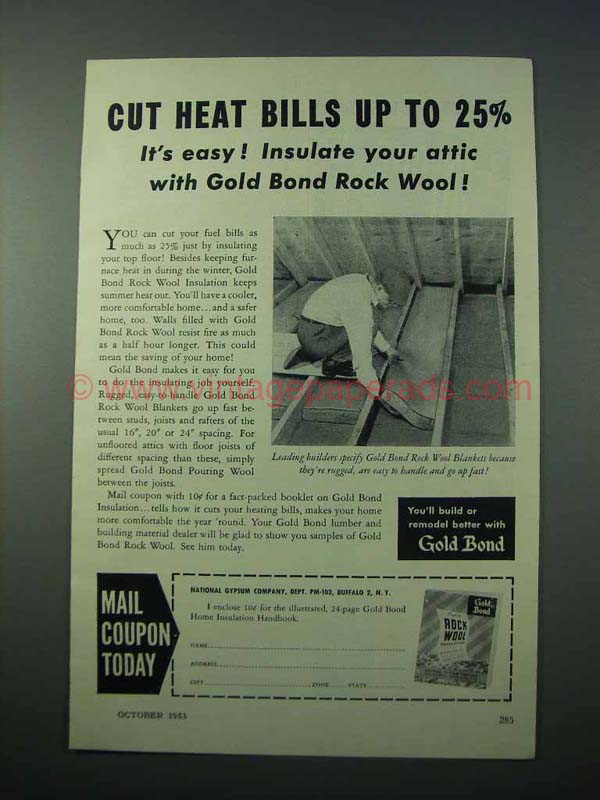 CUT HEAT BILLS UP TO 25%
It's easy! Insulate your attic
with Gold Bond Rock Wool!
YOU can cut your fuel bills as
much as 25% just by insulating
your top floor! Besides keeping fur-
nace heat in during the winter, Gold
Bond Rock Wool Insulation keeps
summer heat out. You'll have a cooler,
more comfortable home...and a safer
home, too. Walls filled with Gold
Bond Rock Wool resist fire as much
as a half hour longer. This could
mean the saving of your home!
Gold Bond makes it easy for you
to do the insulating job yourself.
Rugged, easy-to-handle Gold Bond
Rock Wool Blankets go up fast be-
tween studs, joists and rafters of the
usual 16", 20" or 24" spacing. For
unfloored attics with floor joists of
different spacing than these, simply
spread Gold Bond Pouring Wool
between the joists.
Leading builders specify Gold Bond Rock Wool Blankets because
they're rugged, are easy to handle and go up fast!
Mail coupon with 10¢ for a fact-packed booklet on Gold Bond
Insulation...tells how it cuts your heating bills, makes your home
more comfortable the year 'round. Your Gold Bond lumber and
building material dealer will be glad to show you samples of Gold
Bond Rock Wool. See him today.
You'll build or
remodel better with
Gold Bond
MAIL
COUPON
TODAY
NATIONAL GYPSUM COMPANY, DEPT. PM-103, BUFFALO 2, N. Y.
I enclose 10¢ for the illustrated, 24-page Gold Bond
Home Insulation Handbook.
NAME
ADDRESS
CITY ZONE STATE
Gold
Bond
ROCK
WOOL
OCTOBER 1953
285
© www.vintagepaperads.com